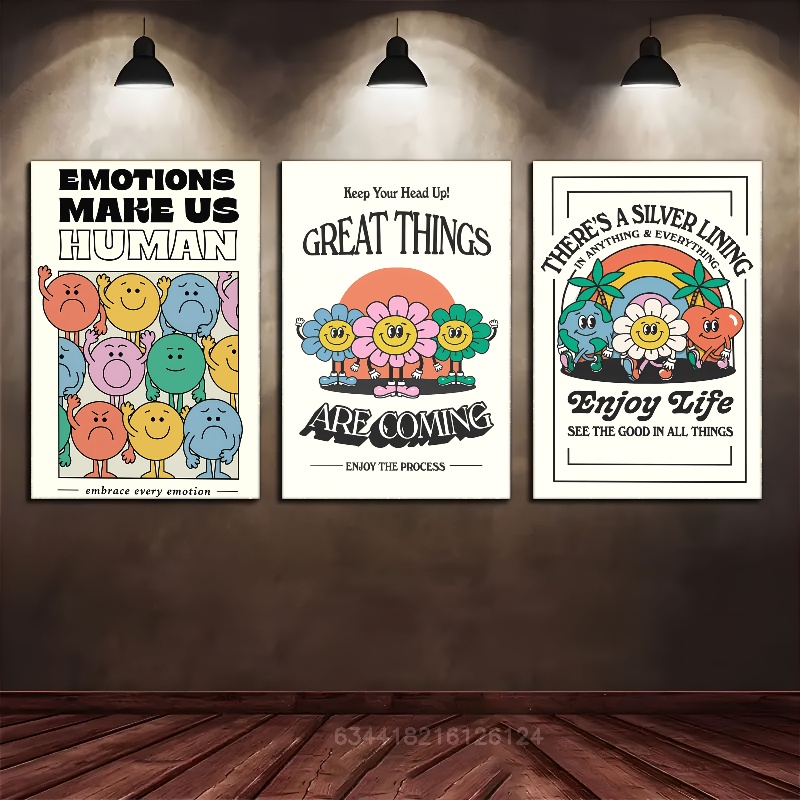 EMOTIONS
MAKE US
HUMAN
embrace every emotion
Keep Your Head Up!
GREAT THINGS
ARE COMING
ENJOY THE PROCESS
THERE'S A SILVER LINING
IN ANYTHING & EVERYTHING
Enjoy Life
SEE THE GOOD IN ALL THINGS
634418216126124